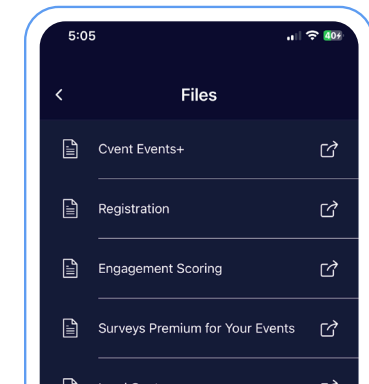 5:05
40
Files
Cvent Events+
Registration
Engagement Scoring
Surveys Premium for Your Events